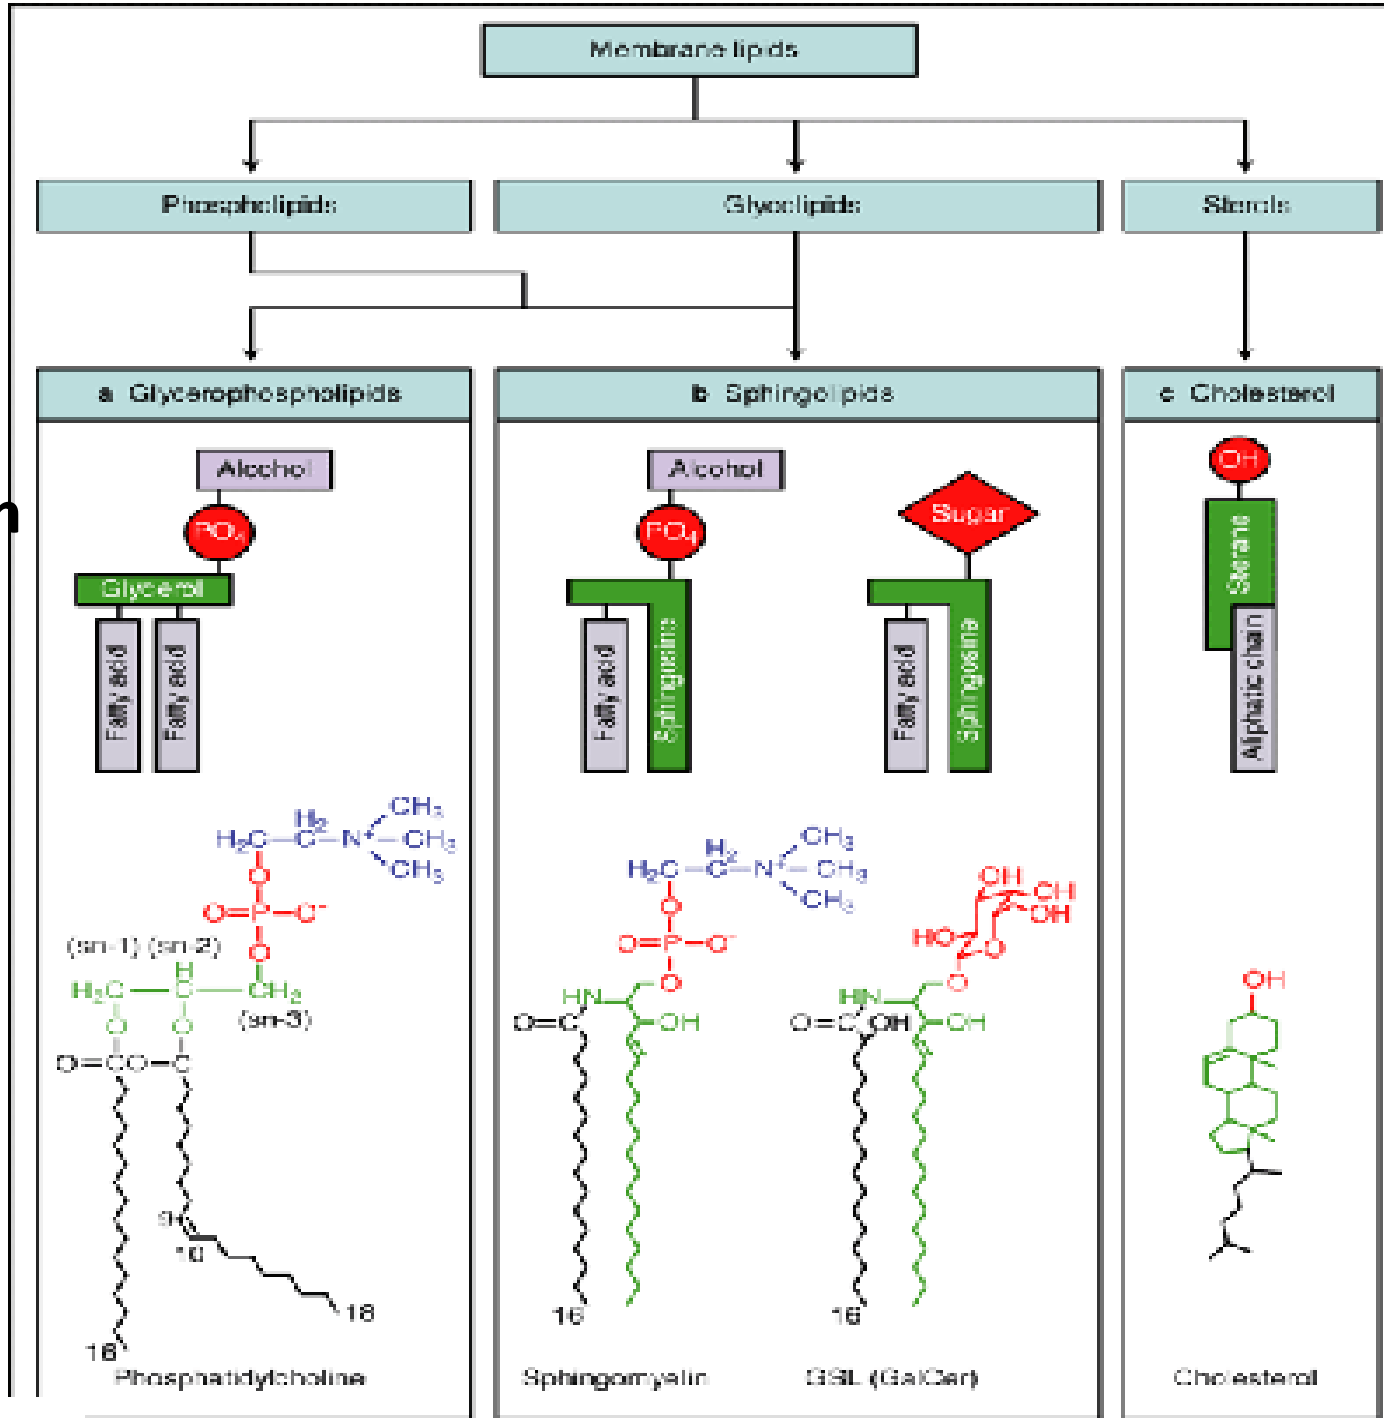 Membrane lipids
Phospholipids
Glycolipids
Sterols
a Glycerophospholipids
b Sphingolipids
c Cholesterol
n
Alcohol
PO₄
Glycerol
Fatty acid
Fatty acid
Alcohol
PO₄
Fatty acid
Sphingosine
Sugar
Fatty acid
Sphingosine
OH
Sterane
Aliphatic chain
CH₃
H₂C—C—N⁺—CH₃
H₂
CH₃
O
O=P—O⁻
O
(sn-1) (sn-2)
H
H₂C—C—CH₂
(sn-3)
O
O
O=C
O=C
9
10
18
16
Phosphatidylcholine
CH₃
H₂C—C—N⁺—CH₃
H₂
CH₃
O
O=P—O⁻
O
HN
O=C
OH
16
Sphingomyelin
OH
OH
OH
HO
O
O
HN
O=C
OH
OH
16
GSL (GalCer)
OH
Cholesterol